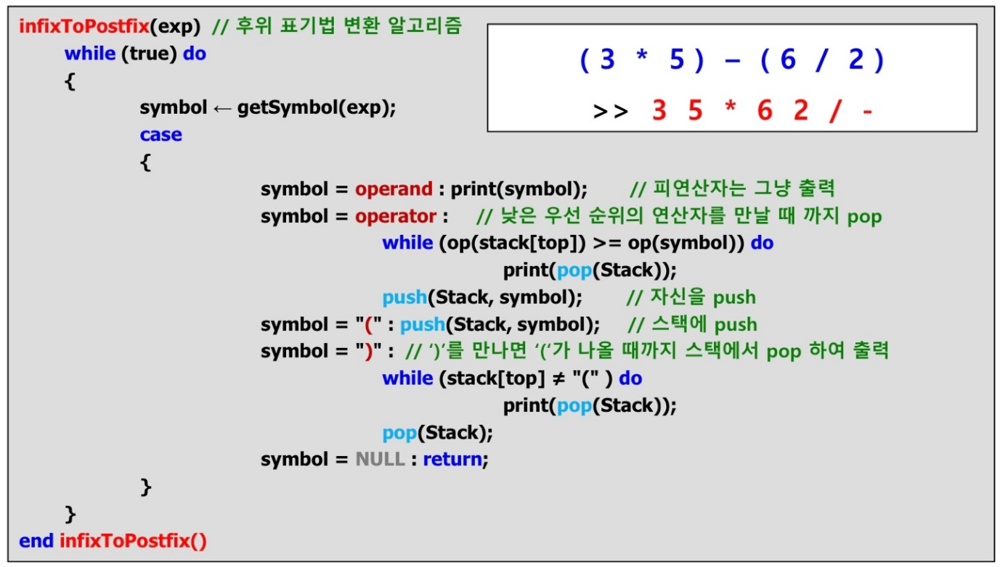 infixToPostfix(exp) // 후위 표기법 변환 알고리즘
while (true) do
{
symbol ← getSymbol(exp);
case
{
symbol = operand : print(symbol); // 피연산자는 그냥 출력
symbol = operator : // 낮은 우선 순위의 연산자를 만날 때 까지 pop
while (op(stack[top]) >= op(symbol)) do
print(pop(Stack));
push(Stack, symbol); // 자신을 push
symbol = "(" : push(Stack, symbol); // 스택에 push
symbol = ")" : // ‘)’를 만나면 ‘(‘가 나올 때까지 스택에서 pop 하여 출력
while (stack[top] ≠ "(" ) do
print(pop(Stack));
pop(Stack);
symbol = NULL : return;
}
}
end infixToPostfix()
( 3 * 5 ) – ( 6 / 2 )
>> 3 5 * 6 2 / -